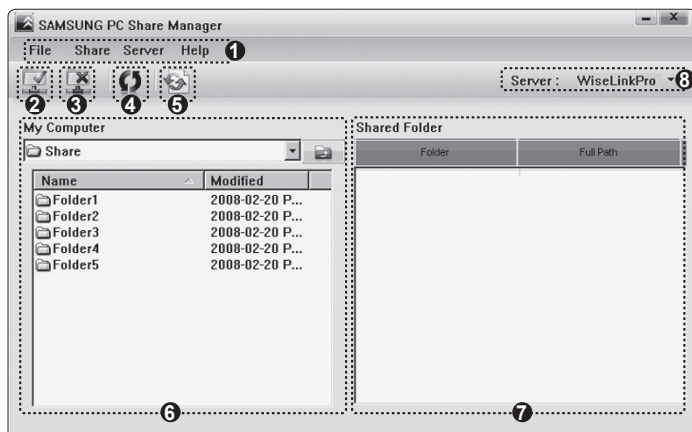 SAMSUNG PC Share Manager
File Share Server Help 1
2 3 4 5
Server : WiseLinkPro 8
My Computer
Share
Name Modified
Folder1 2008-02-20 P...
Folder2 2008-02-20 P...
Folder3 2008-02-20 P...
Folder4 2008-02-20 P...
Folder5 2008-02-20 P...
6
Shared Folder
Folder Full Path
7